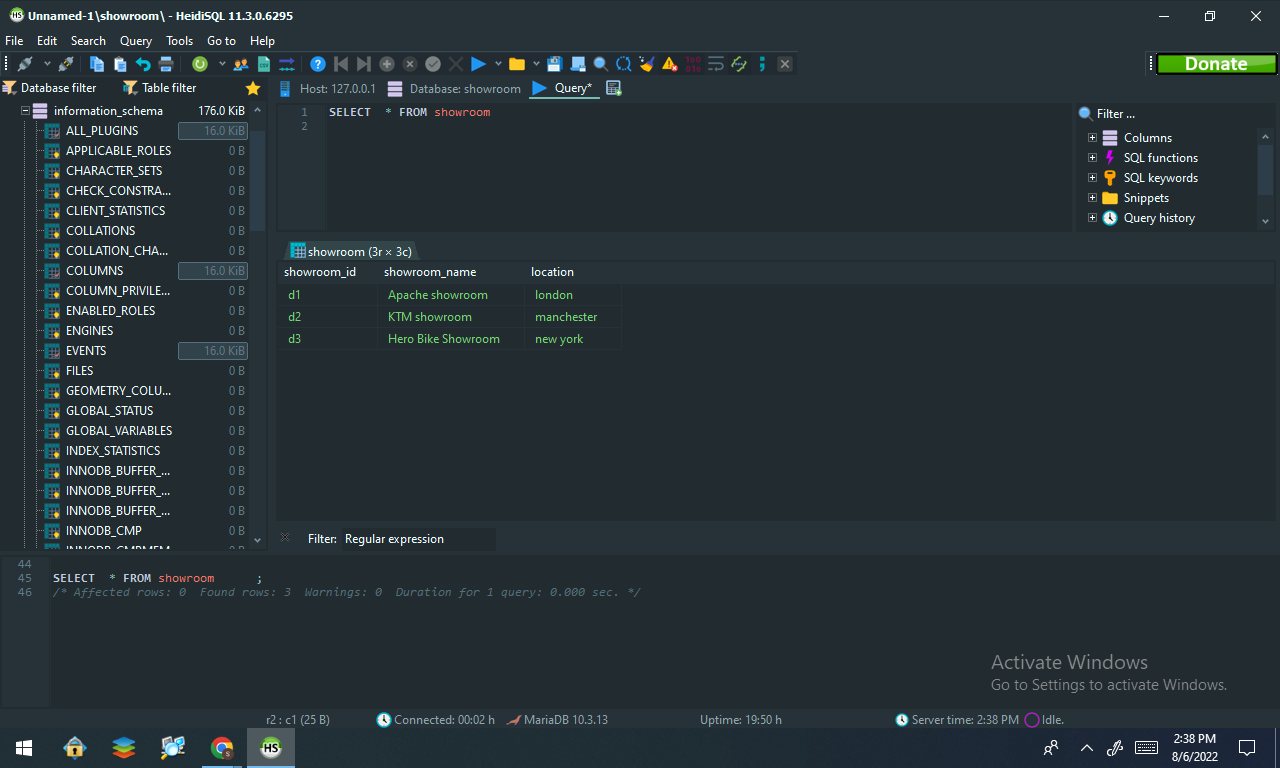 Unnamed-1\showroom\ - HeidiSQL 11.3.0.6295
File Edit Search Query Tools Go to Help
Donate
Database filter Table filter Host: 127.0.0.1 Database: showroom Query*
information_schema 176.0 KiB
ALL_PLUGINS 16.0 KiB
APPLICABLE_ROLES 0 B
CHARACTER_SETS 0 B
CHECK_CONSTRA... 0 B
CLIENT_STATISTICS 0 B
COLLATIONS 0 B
COLLATION_CHA... 0 B
COLUMNS 16.0 KiB
COLUMN_PRIVILE... 0 B
ENABLED_ROLES 0 B
ENGINES 0 B
EVENTS 16.0 KiB
FILES 0 B
GEOMETRY_COLU... 0 B
GLOBAL_STATUS 0 B
GLOBAL_VARIABLES 0 B
INDEX_STATISTICS 0 B
INNODB_BUFFER_... 0 B
INNODB_BUFFER_... 0 B
INNODB_BUFFER_... 0 B
INNODB_CMP 0 B
1 SELECT * FROM showroom
2
Filter ...
Columns
SQL functions
SQL keywords
Snippets
Query history
showroom (3r × 3c)
showroom_id showroom_name location
d1 Apache showroom london
d2 KTM showroom manchester
d3 Hero Bike Showroom new york
Filter: Regular expression
44
45 SELECT * FROM showroom ;
46 /* Affected rows: 0 Found rows: 3 Warnings: 0 Duration for 1 query: 0.000 sec. */
Activate Windows
Go to Settings to activate Windows.
r2 : c1 (25 B) Connected: 00:02 h MariaDB 10.3.13 Uptime: 19:50 h Server time: 2:38 PM Idle.
HS
2:38 PM
8/6/2022